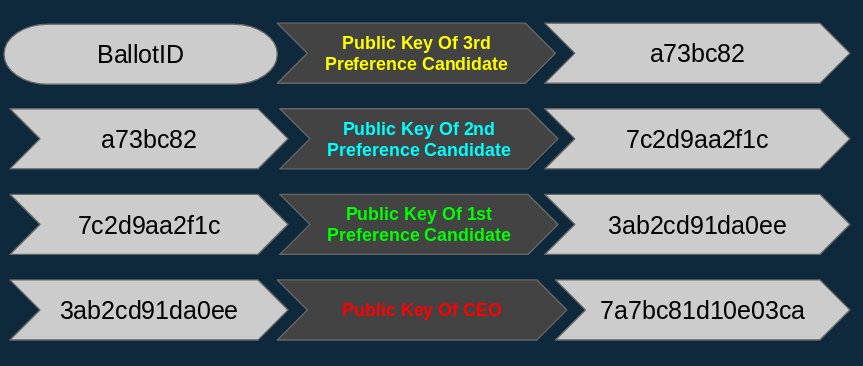 BallotID
Public Key Of 3rd
Preference Candidate
a73bc82
a73bc82
Public Key Of 2nd
Preference Candidate
7c2d9aa2f1c
7c2d9aa2f1c
Public Key Of 1st
Preference Candidate
3ab2cd91da0ee
3ab2cd91da0ee
Public Key Of CEO
7a7bc81d10e03ca